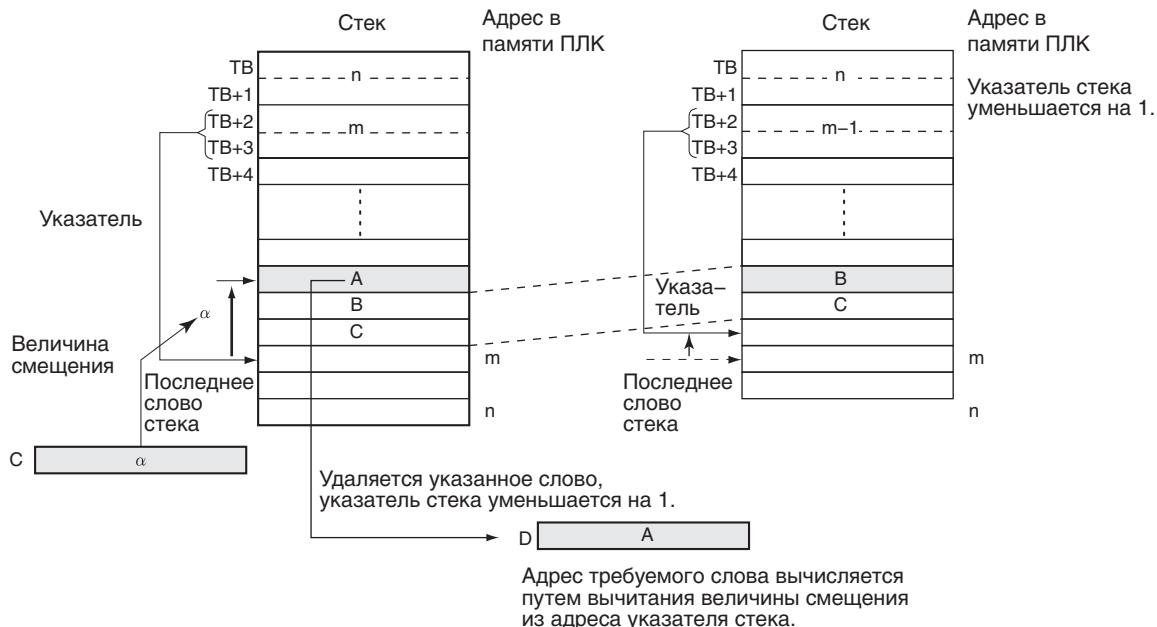 Стек
Адрес в
памяти ПЛК
TB
n
TB+1
TB+2
m
TB+3
TB+4
Указатель
A
B
C
α
Величина
смещения
m
Последнее
слово
стека
n
C
α
Удаляется указанное слово,
указатель стека уменьшается на 1.
D
A
Адрес требуемого слова вычисляется
путем вычитания величины смещения
из адреса указателя стека.
Стек
Адрес в
памяти ПЛК
Указатель стека
уменьшается на 1.
TB
n
TB+1
TB+2
m−1
TB+3
TB+4
B
C
Указа–
тель
m
Последнее
слово
стека
n